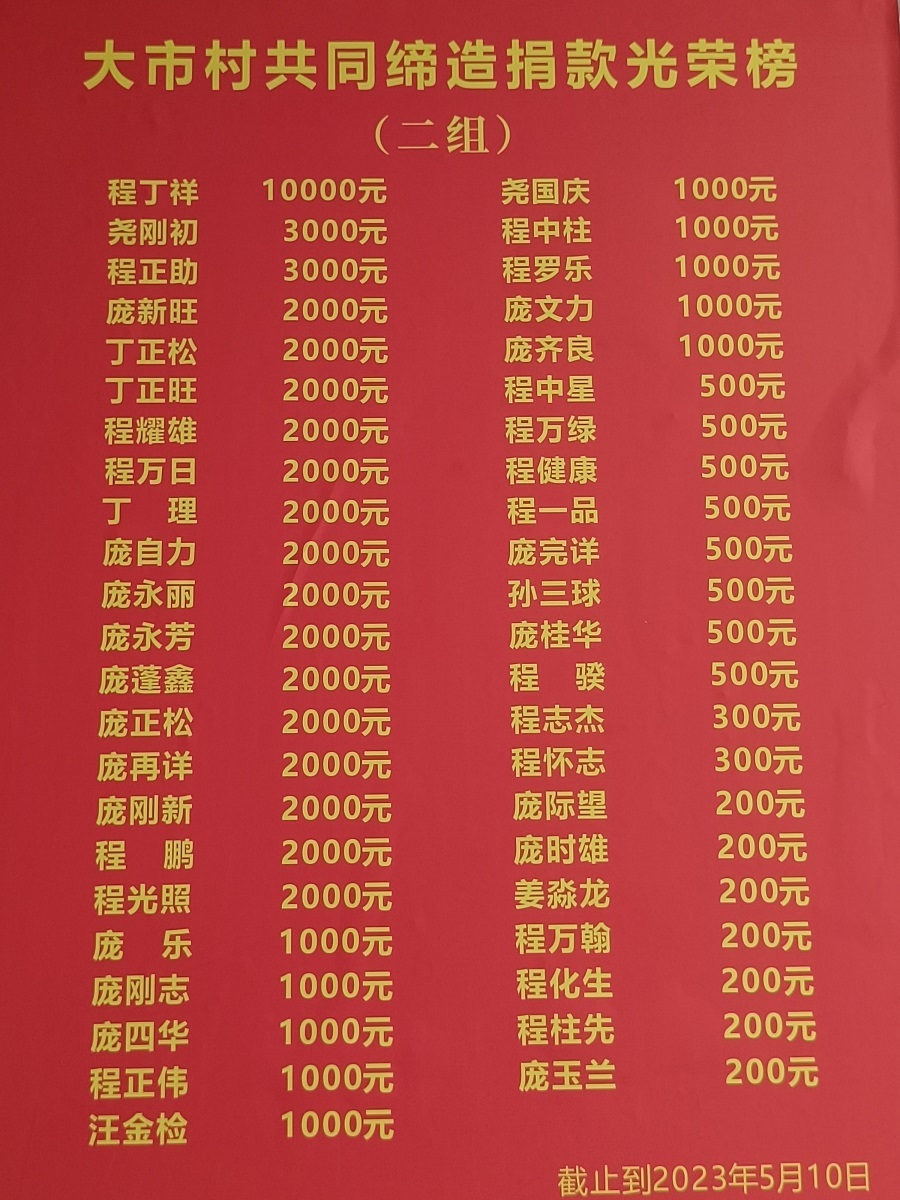 大市村共同缔造捐款光荣榜
（二组）
程丁祥 10000元 尧国庆 1000元
尧刚初 3000元 程中柱 1000元
程正助 3000元 程罗乐 1000元
庞新旺 2000元 庞文力 1000元
丁正松 2000元 庞齐良 1000元
丁正旺 2000元 程中星 500元
程耀雄 2000元 程万绿 500元
程万日 2000元 程健康 500元
丁 理 2000元 程一品 500元
庞自力 2000元 庞完详 500元
庞永丽 2000元 孙三球 500元
庞永芳 2000元 庞桂华 500元
庞蓬鑫 2000元 程 骙 500元
庞正松 2000元 程志杰 300元
庞再详 2000元 程怀志 300元
庞刚新 2000元 庞际望 200元
程 鹏 2000元 庞时雄 200元
程光照 2000元 姜淼龙 200元
庞 乐 1000元 程万翰 200元
庞刚志 1000元 程化生 200元
庞四华 1000元 程柱先 200元
程正伟 1000元 庞玉兰 200元
汪金检 1000元
截止到2023年5月10日